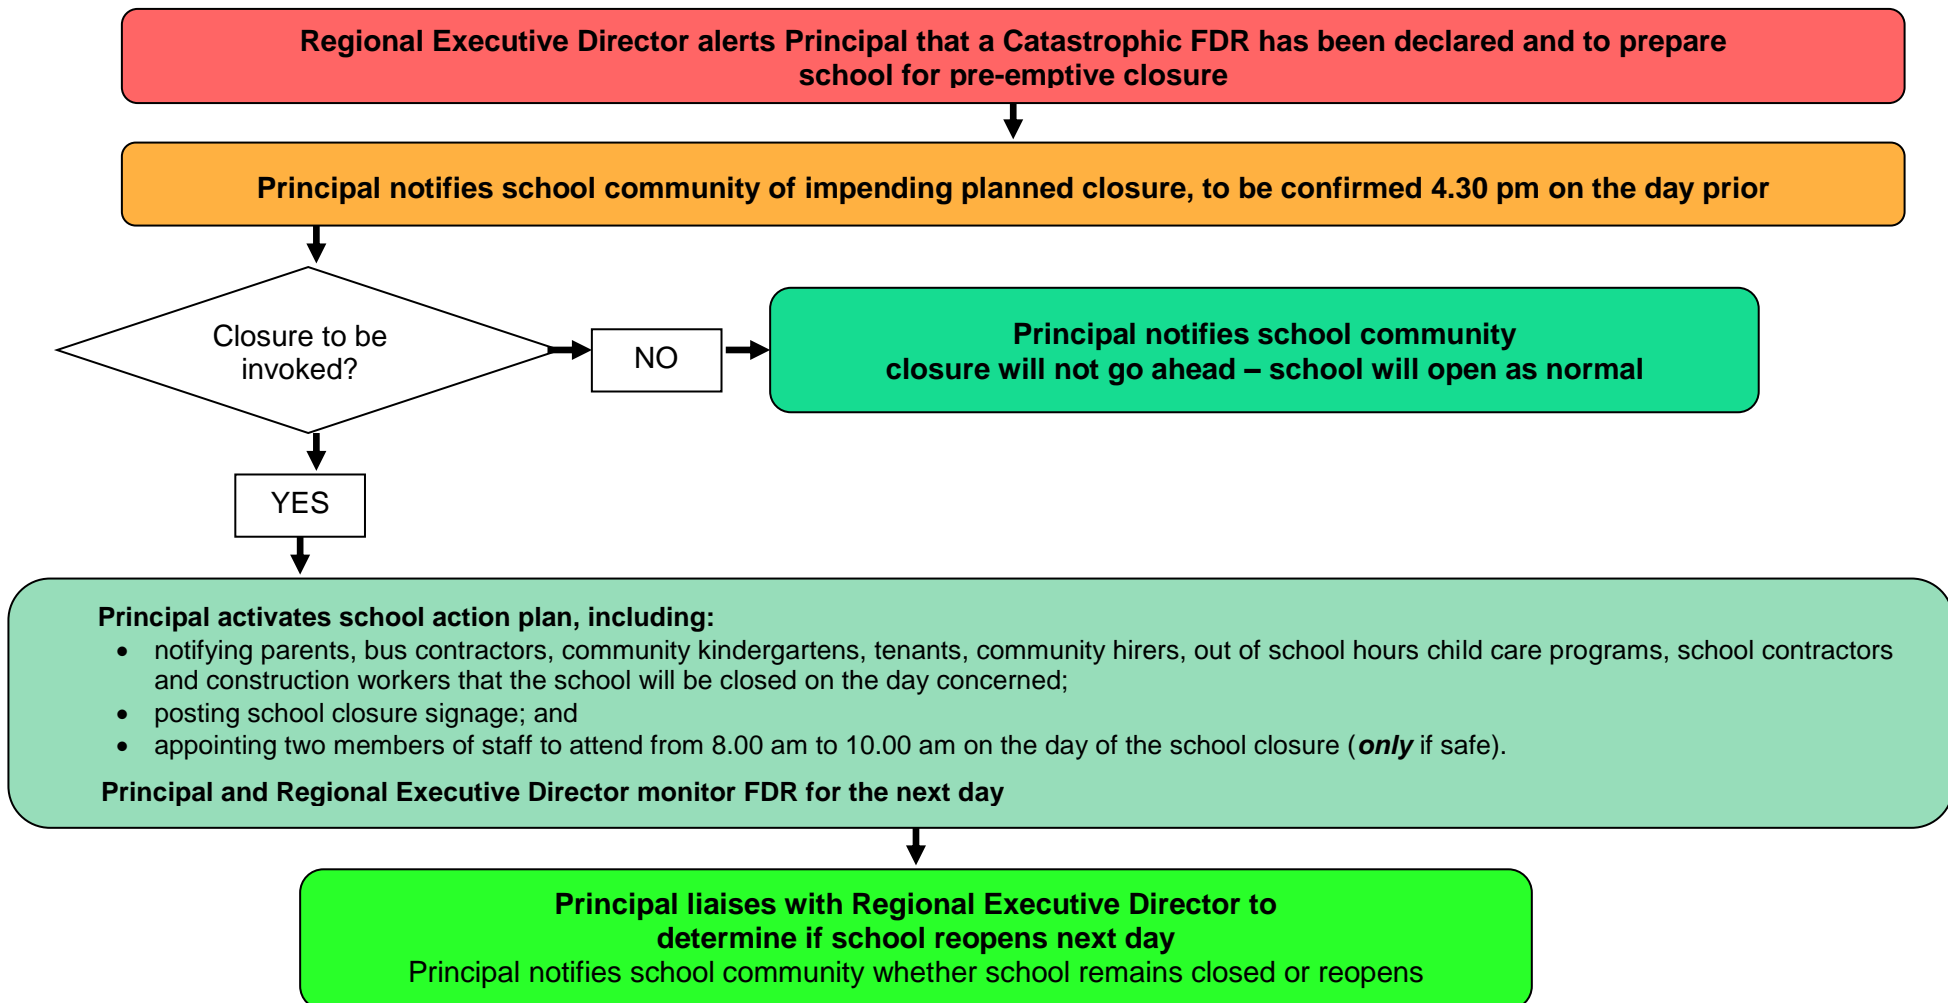 Regional Executive Director alerts Principal that a Catastrophic FDR has been declared and to prepare
school for pre-emptive closure
Principal notifies school community of impending planned closure, to be confirmed 4.30 pm on the day prior
Closure to be
invoked?
NO
Principal notifies school community
closure will not go ahead – school will open as normal
YES
Principal activates school action plan, including:
• notifying parents, bus contractors, community kindergartens, tenants, community hirers, out of school hours child care programs, school contractors
and construction workers that the school will be closed on the day concerned;
• posting school closure signage; and
• appointing two members of staff to attend from 8.00 am to 10.00 am on the day of the school closure (only if safe).
Principal and Regional Executive Director monitor FDR for the next day
Principal liaises with Regional Executive Director to
determine if school reopens next day
Principal notifies school community whether school remains closed or reopens